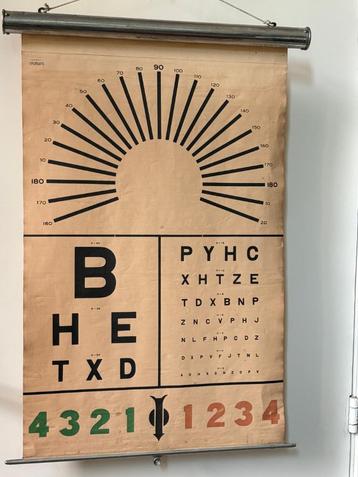 90
80 100
70 110
60 120
50 130
40 140
30 150
20 160
10 170
180 180
170 10
160 20
B
H E
T X D
P Y H C
X H T Z E
T D X B N P
Z N C V P H J
N L F H P C D Z
D X P V F J T N L
4 3 2 1 1 2 3 4